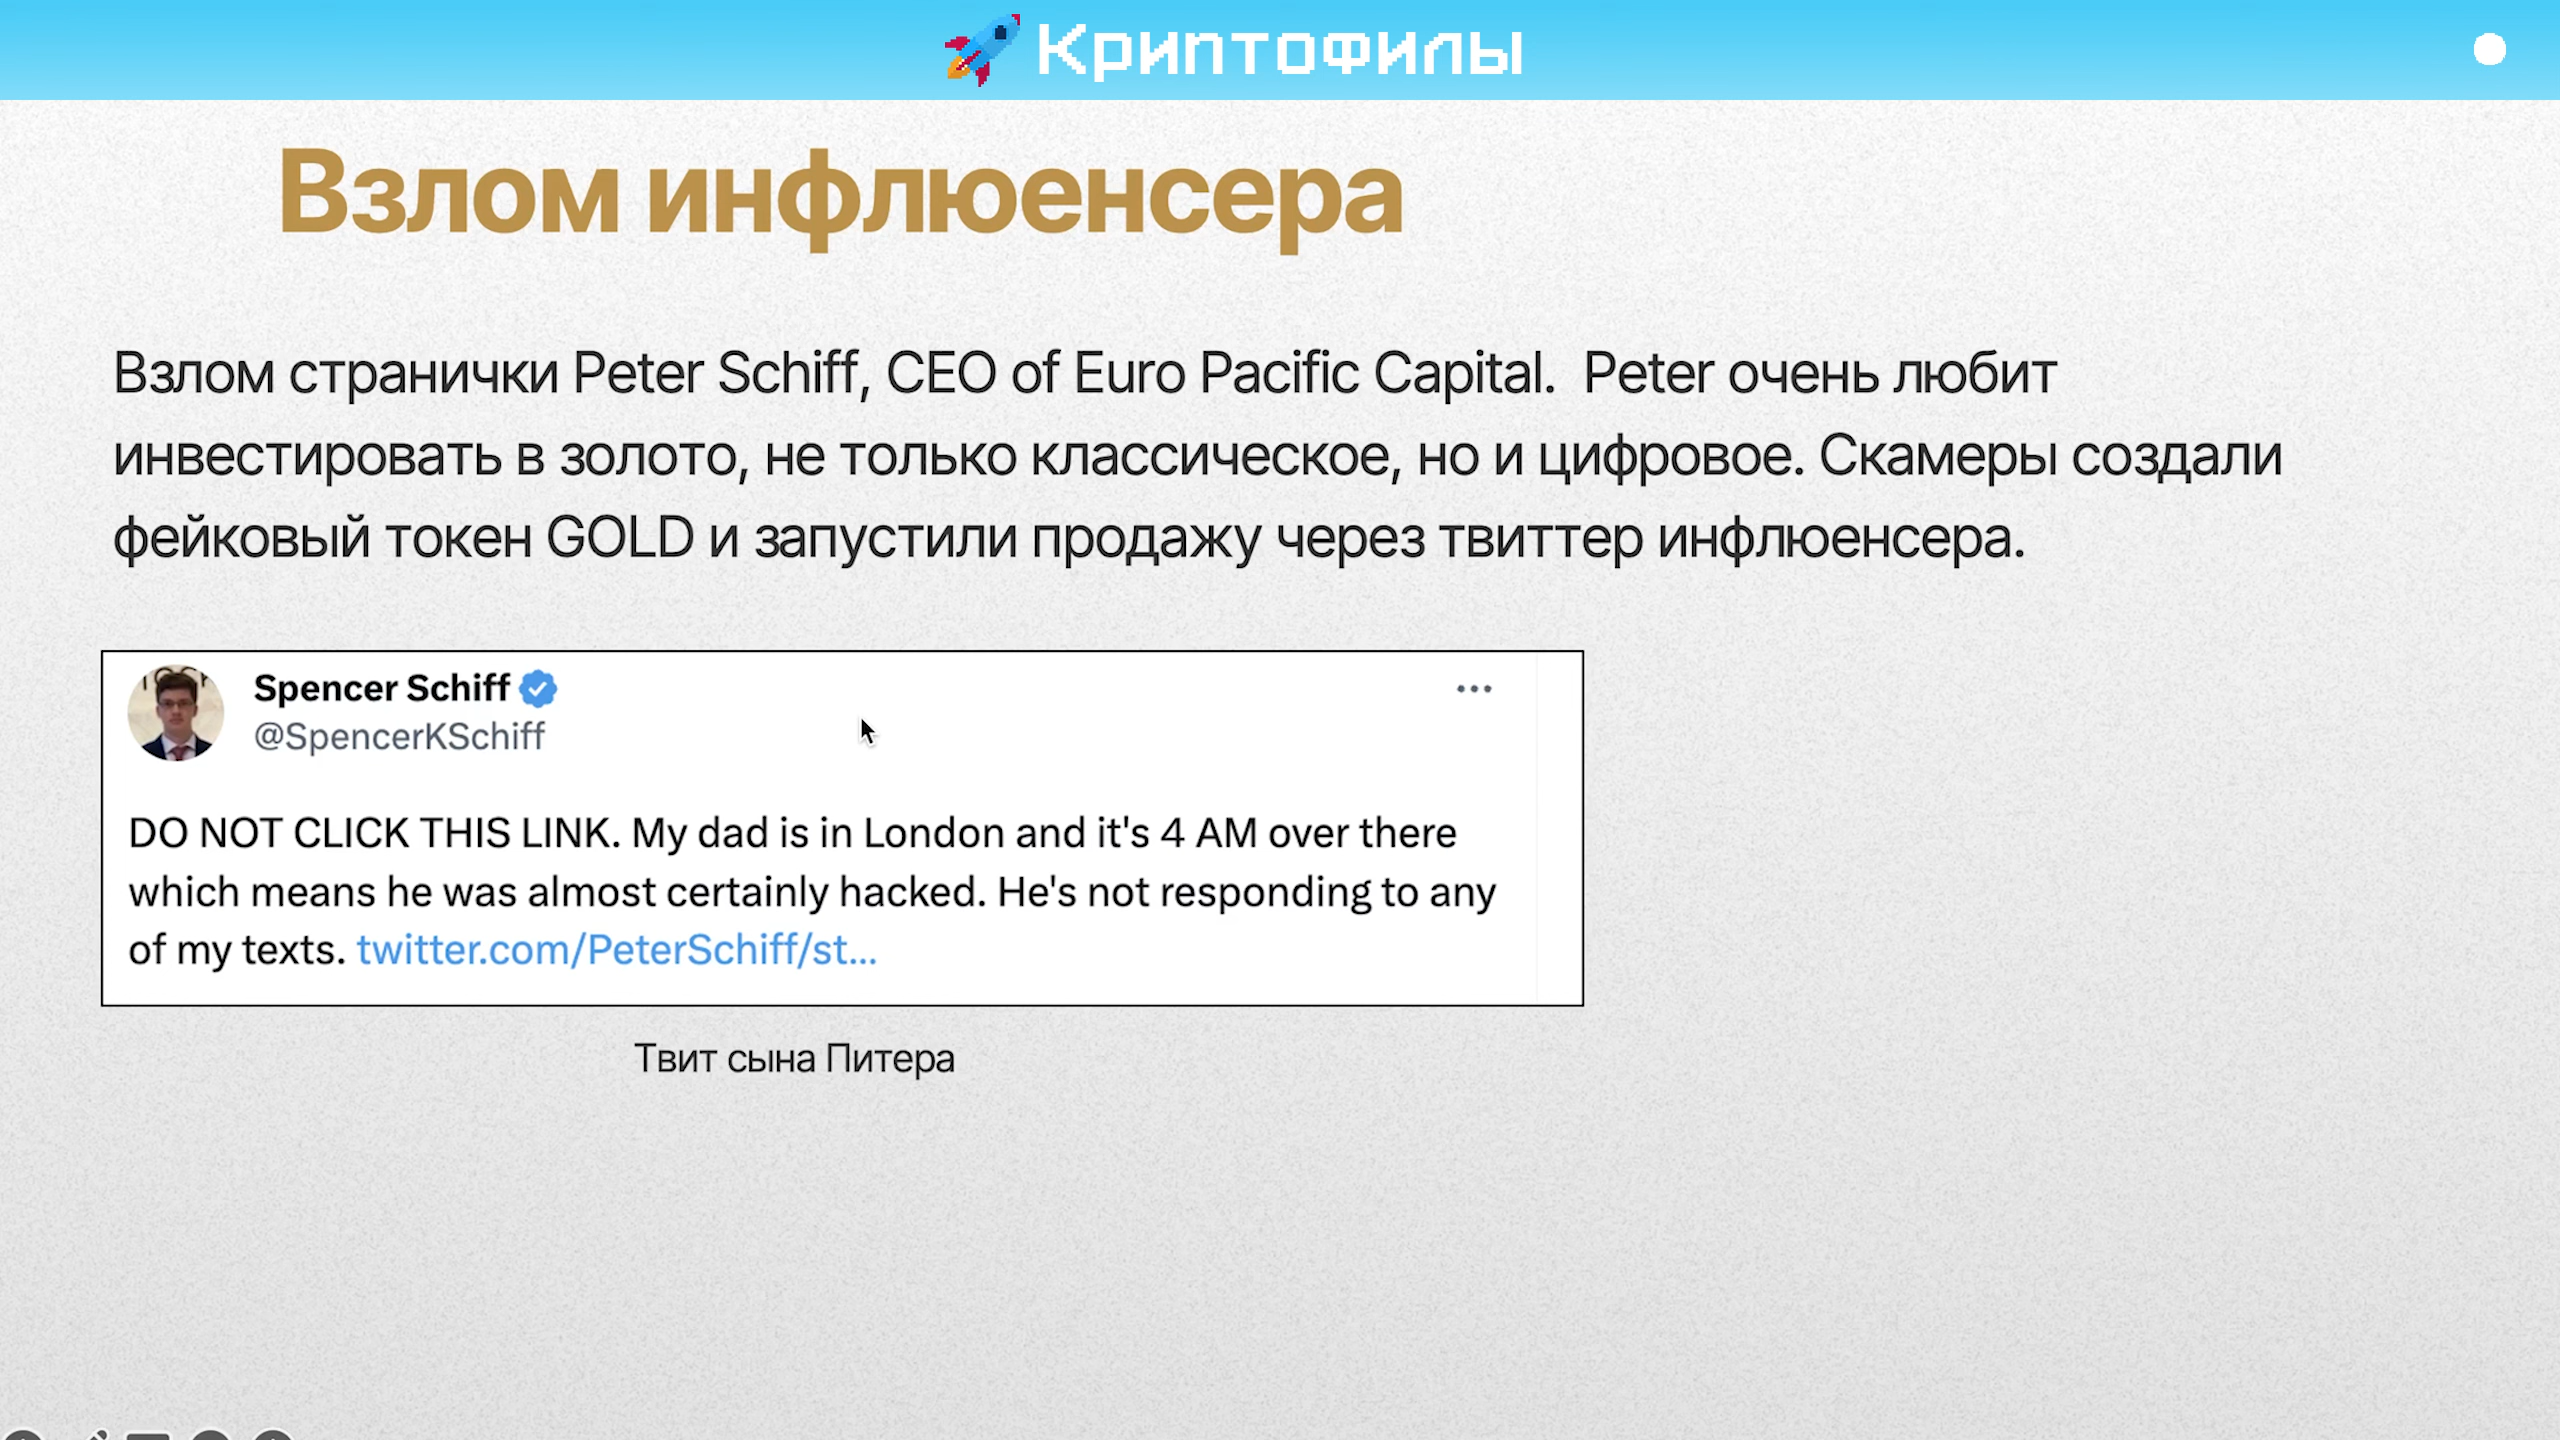 Криптофилы
Взлом инфлюенсера
Взлом странички Peter Schiff, CEO of Euro Pacific Capital.  Peter очень любит
инвестировать в золото, не только классическое, но и цифровое. Скамеры создали
фейковый токен GOLD и запустили продажу через твиттер инфлюенсера.
Spencer Schiff
@SpencerKSchiff
DO NOT CLICK THIS LINK. My dad is in London and it's 4 AM over there
which means he was almost certainly hacked. He's not responding to any
of my texts. twitter.com/PeterSchiff/st...
Твит сына Питера